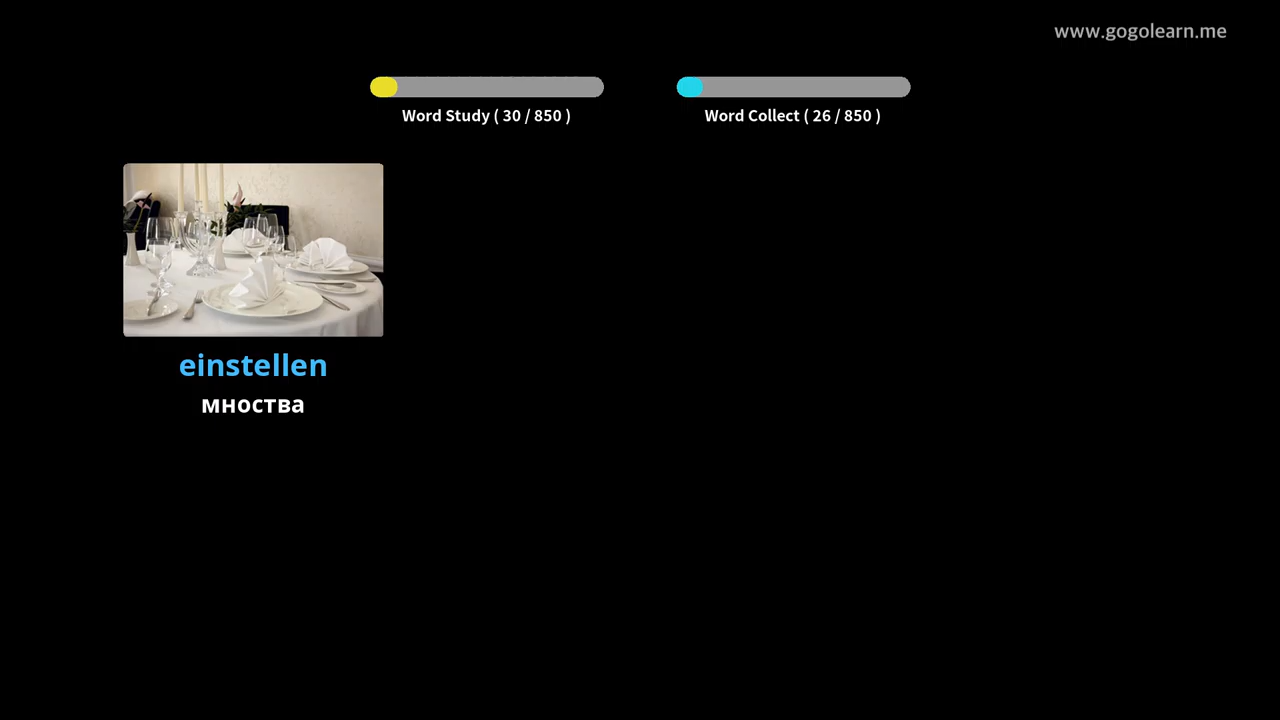 www.gogolearn.me
Word Study ( 30 / 850 )
Word Collect ( 26 / 850 )
einstellen
мноства